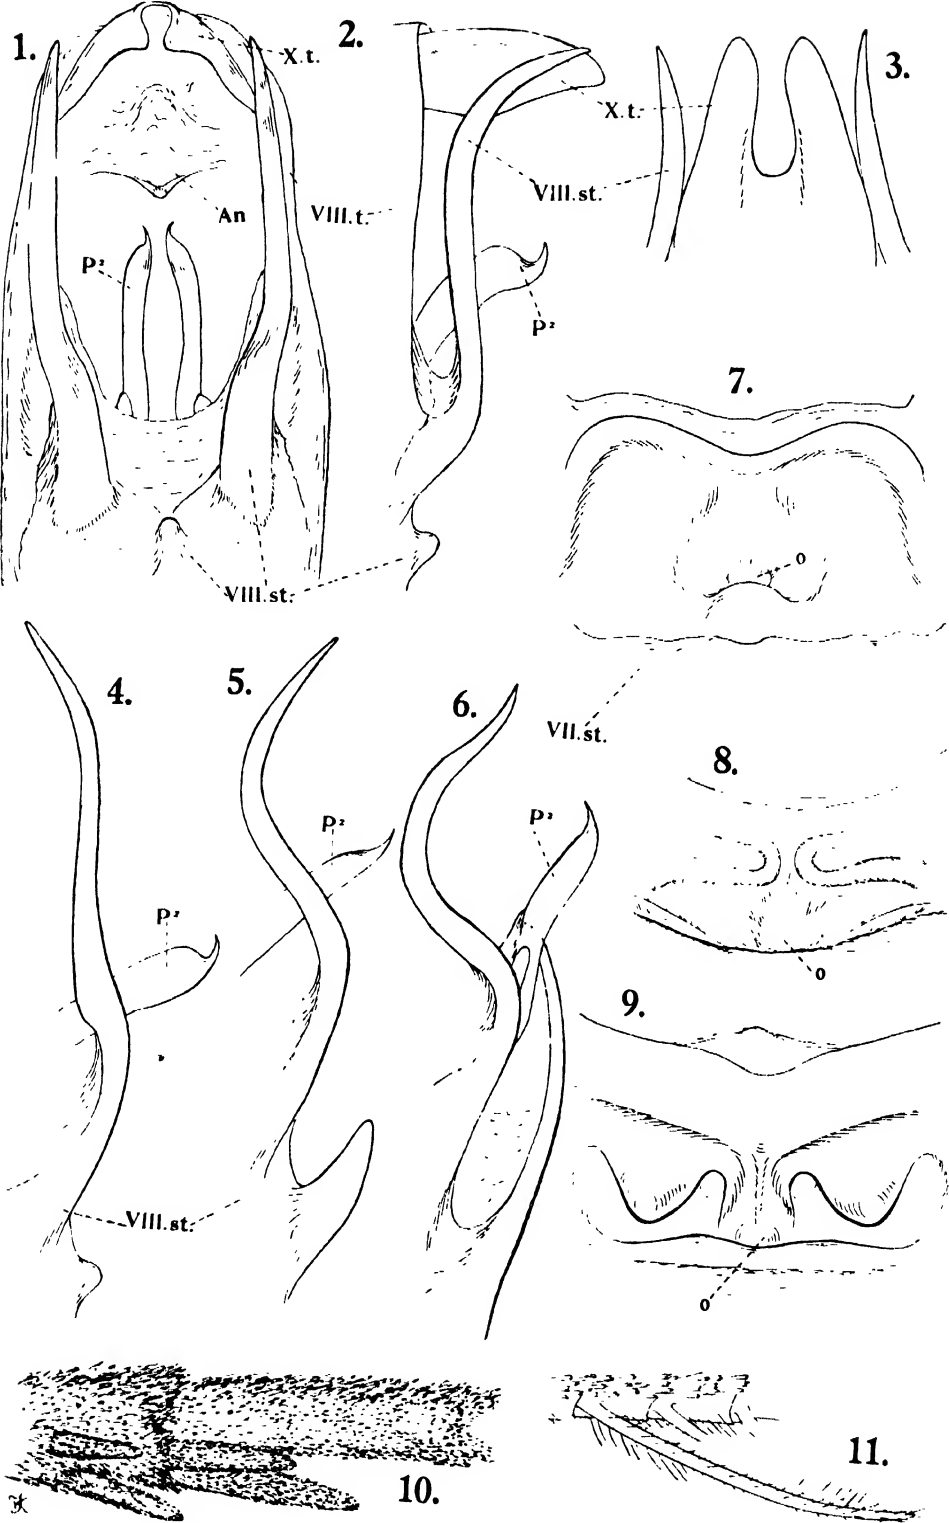 1.
X.t.
An
P²
VIII.st.
2.
VIII.t.
X.t.
VIII.st.
P²
3.
7.
o
VII.st.
4.
P²
VIII.st.
5.
P²
6.
P²
8.
o
9.
o
10.
11.